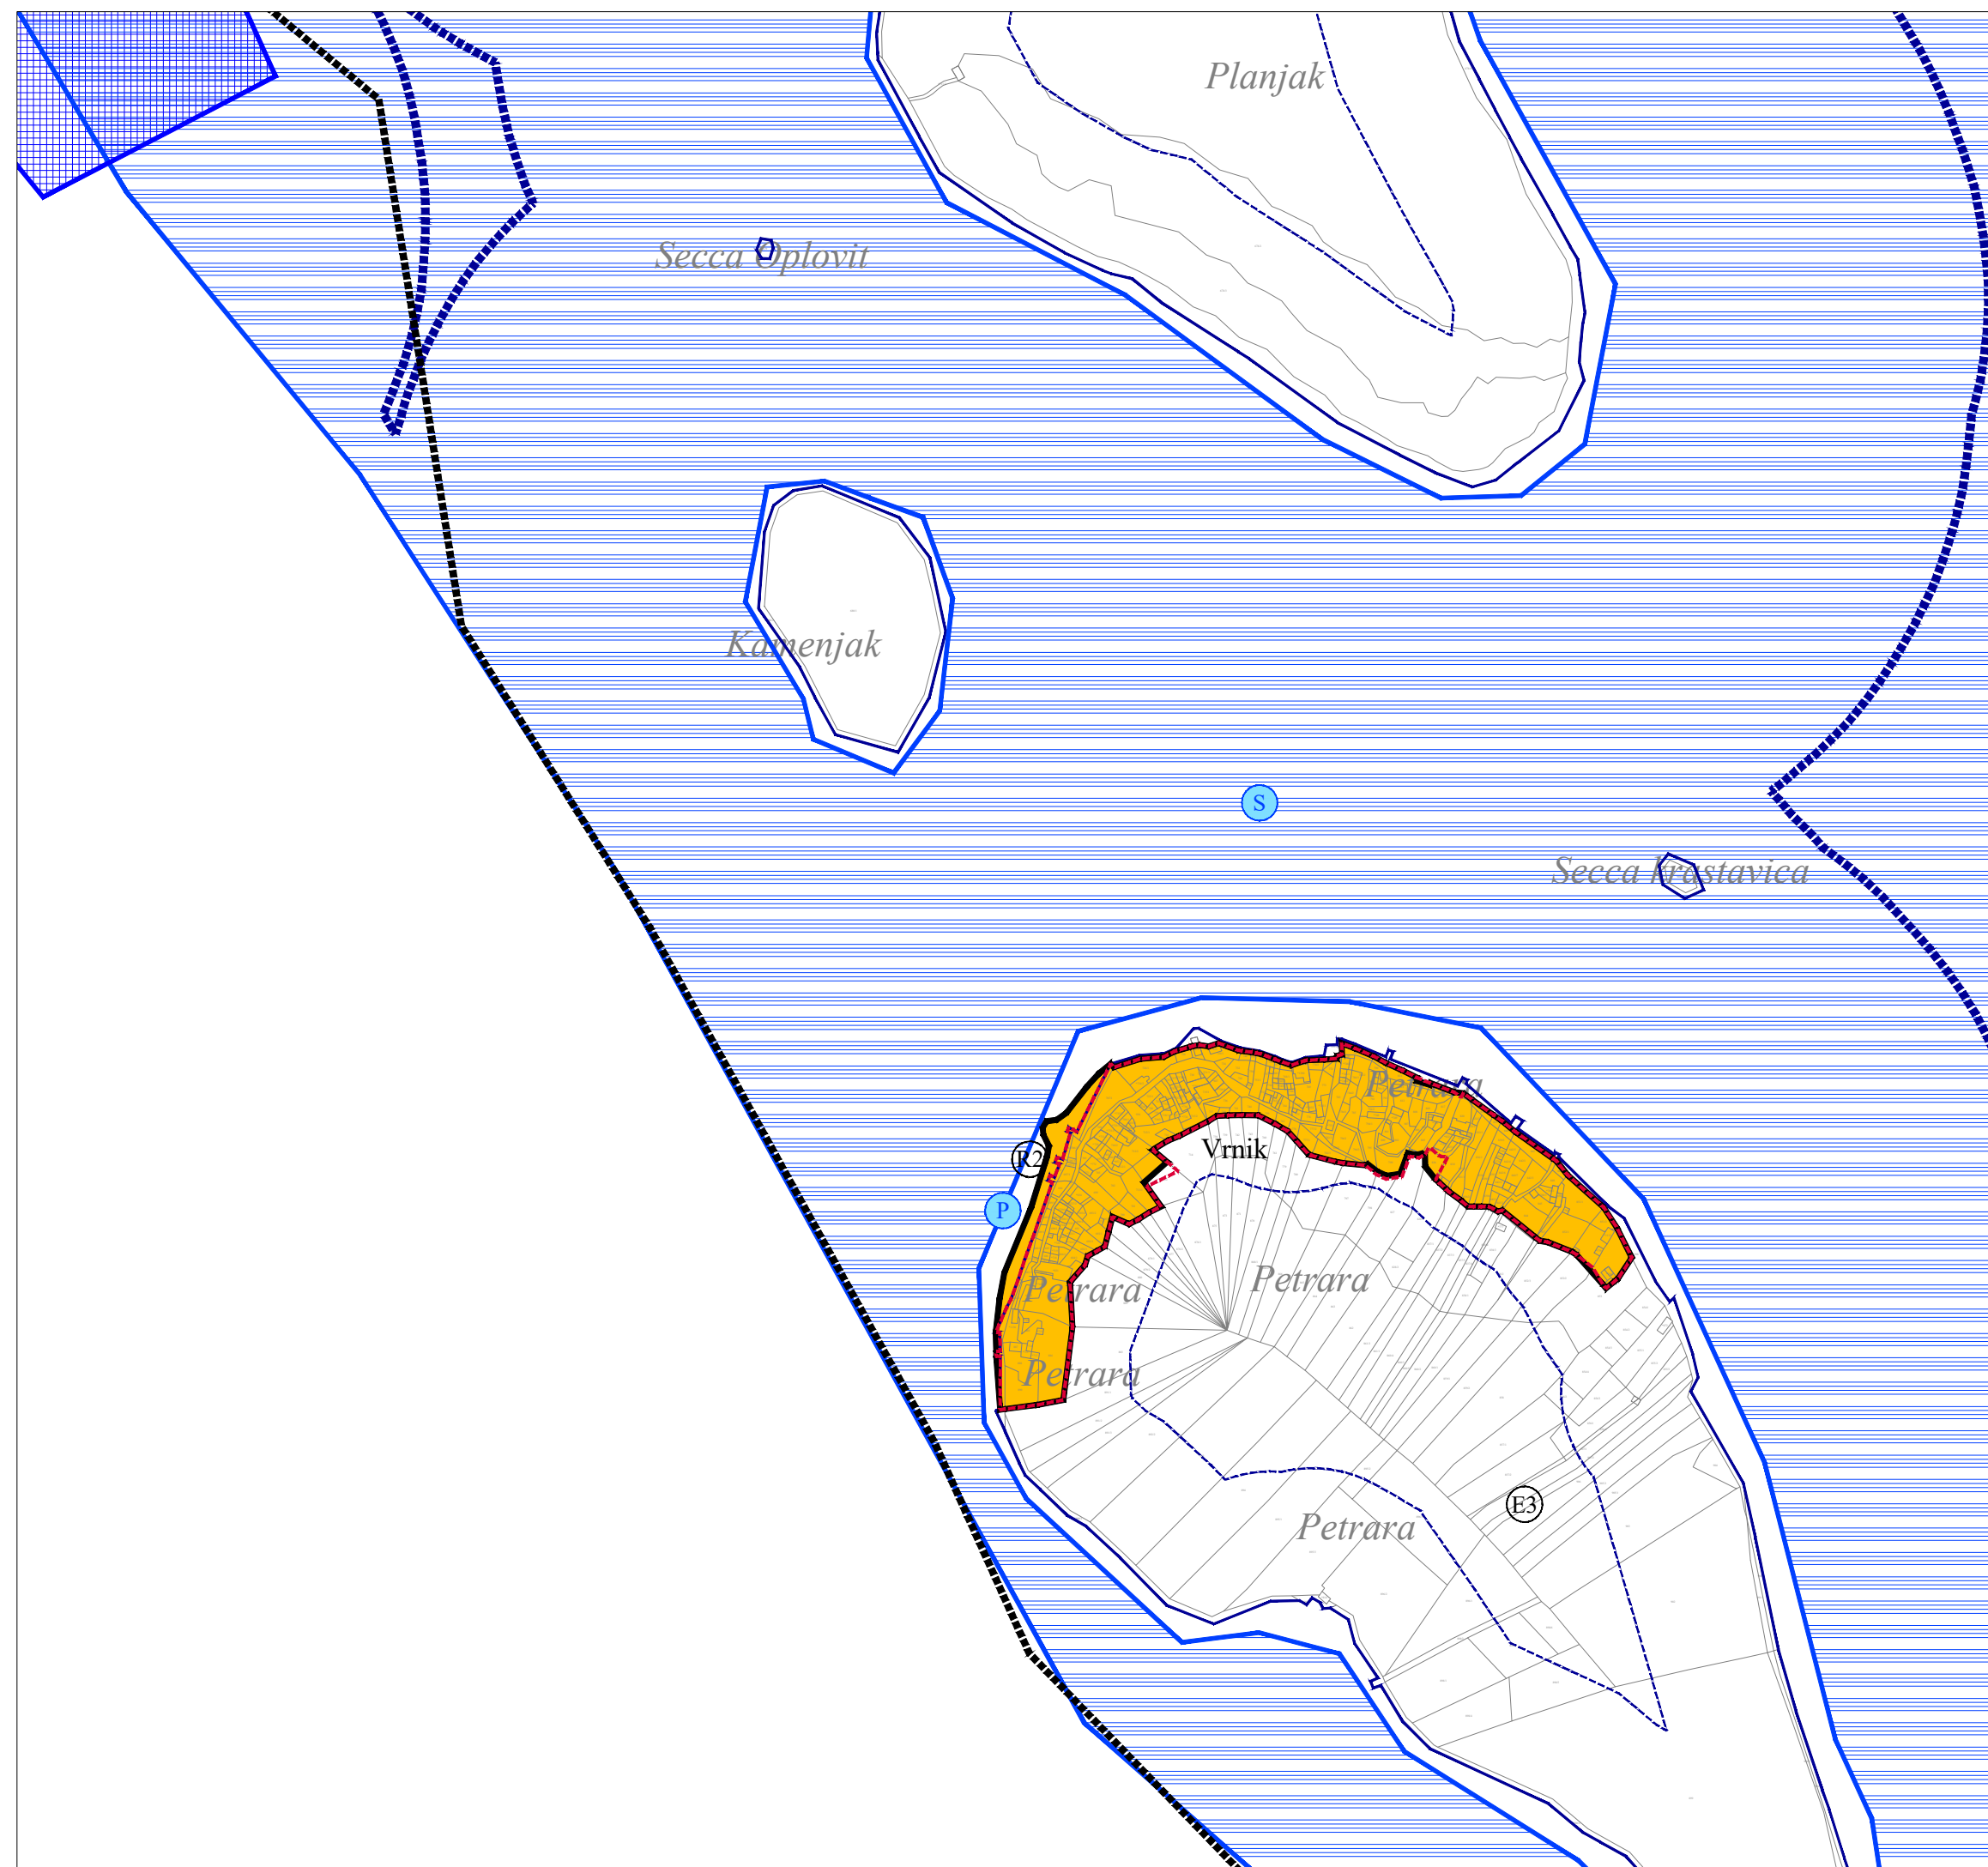 Planjak
Secca Oplovit
Kamenjak
S
Secca krastavica
Petrara
R2
Vrnik
P
Petrara
Petrara
Petrara
E3
Petrara